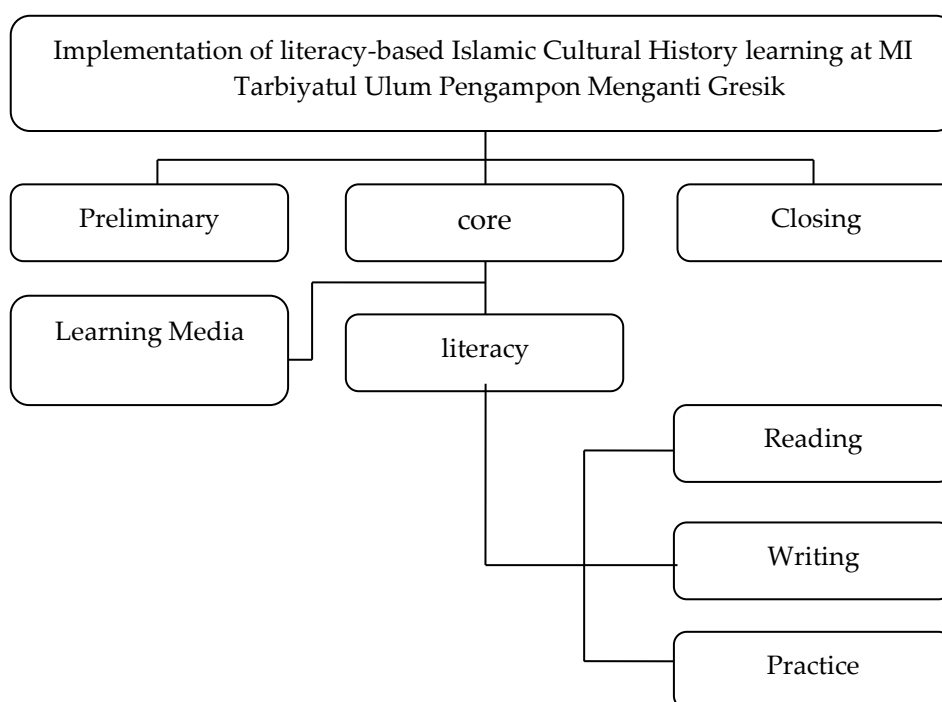 Implementation of literacy-based Islamic Cultural History learning at MI
Tarbiyatul Ulum Pengampon Menganti Gresik
Preliminary
core
Closing
Learning Media
literacy
Reading
Writing
Practice